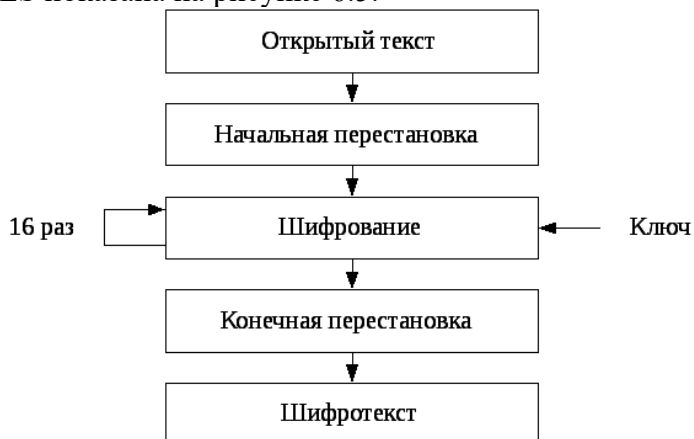 Открытый текст
Начальная перестановка
16 раз
Шифрование
Ключ
Конечная перестановка
Шифротекст